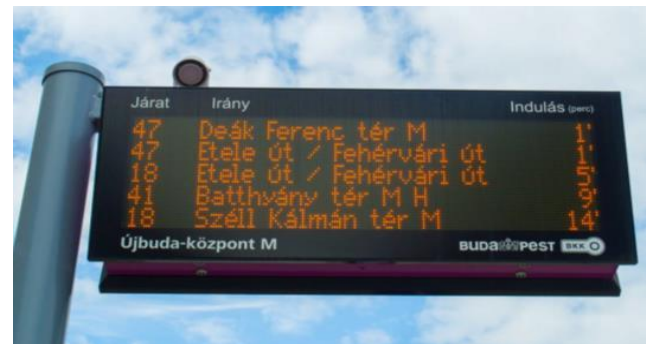 Járat Irány Indulás (perc)
47 Deák Ferenc tér M 1'
47 Etele út / Fehérvári út 1'
18 Etele út / Fehérvári út 5'
41 Batthyány tér M H 9'
18 Széll Kálmán tér M 14'
Újbuda-központ M BUDAPEST BKK